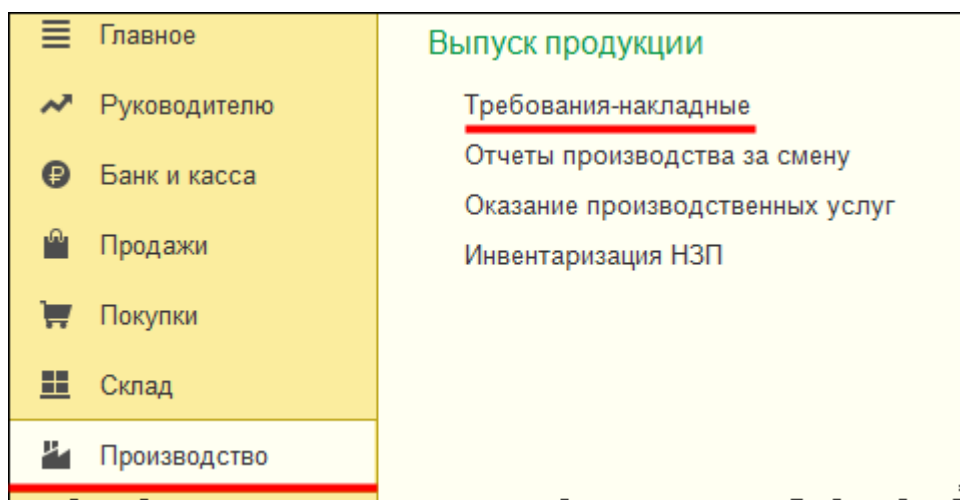 Главное
Руководителю
Банк и касса
Продажи
Покупки
Склад
Производство
Выпуск продукции
Требования-накладные
Отчеты производства за смену
Оказание производственных услуг
Инвентаризация НЗП